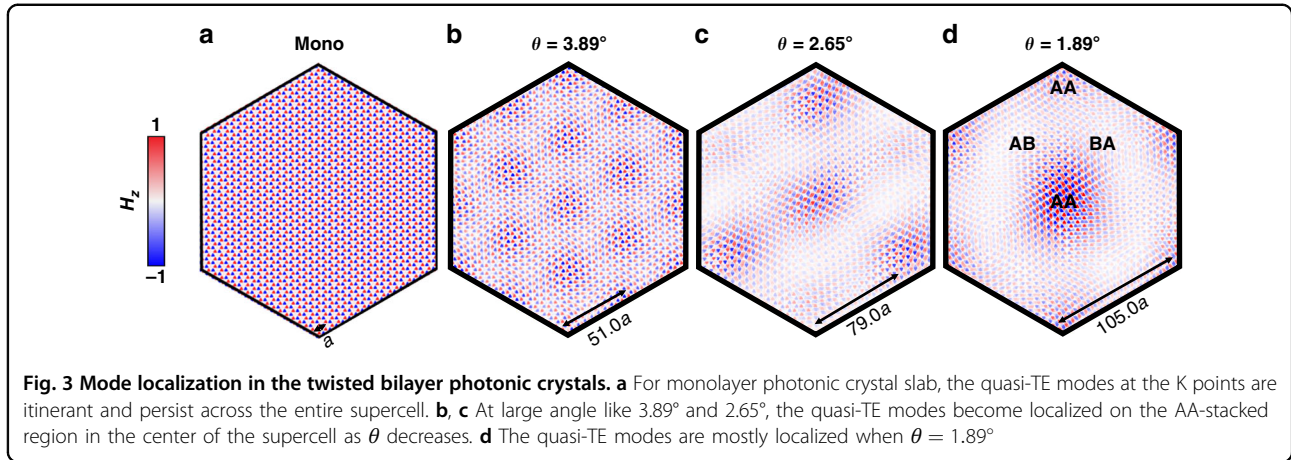 a
Mono
b
θ = 3.89°
c
θ = 2.65°
d
θ = 1.89°
1
H_z
–1
a
51.0a
79.0a
AA
AB
BA
AA
105.0a
Fig. 3 Mode localization in the twisted bilayer photonic crystals. a For monolayer photonic crystal slab, the quasi-TE modes at the K points are
itinerant and persist across the entire supercell. b, c At large angle like 3.89° and 2.65°, the quasi-TE modes become localized on the AA-stacked
region in the center of the supercell as θ decreases. d The quasi-TE modes are mostly localized when θ = 1.89°